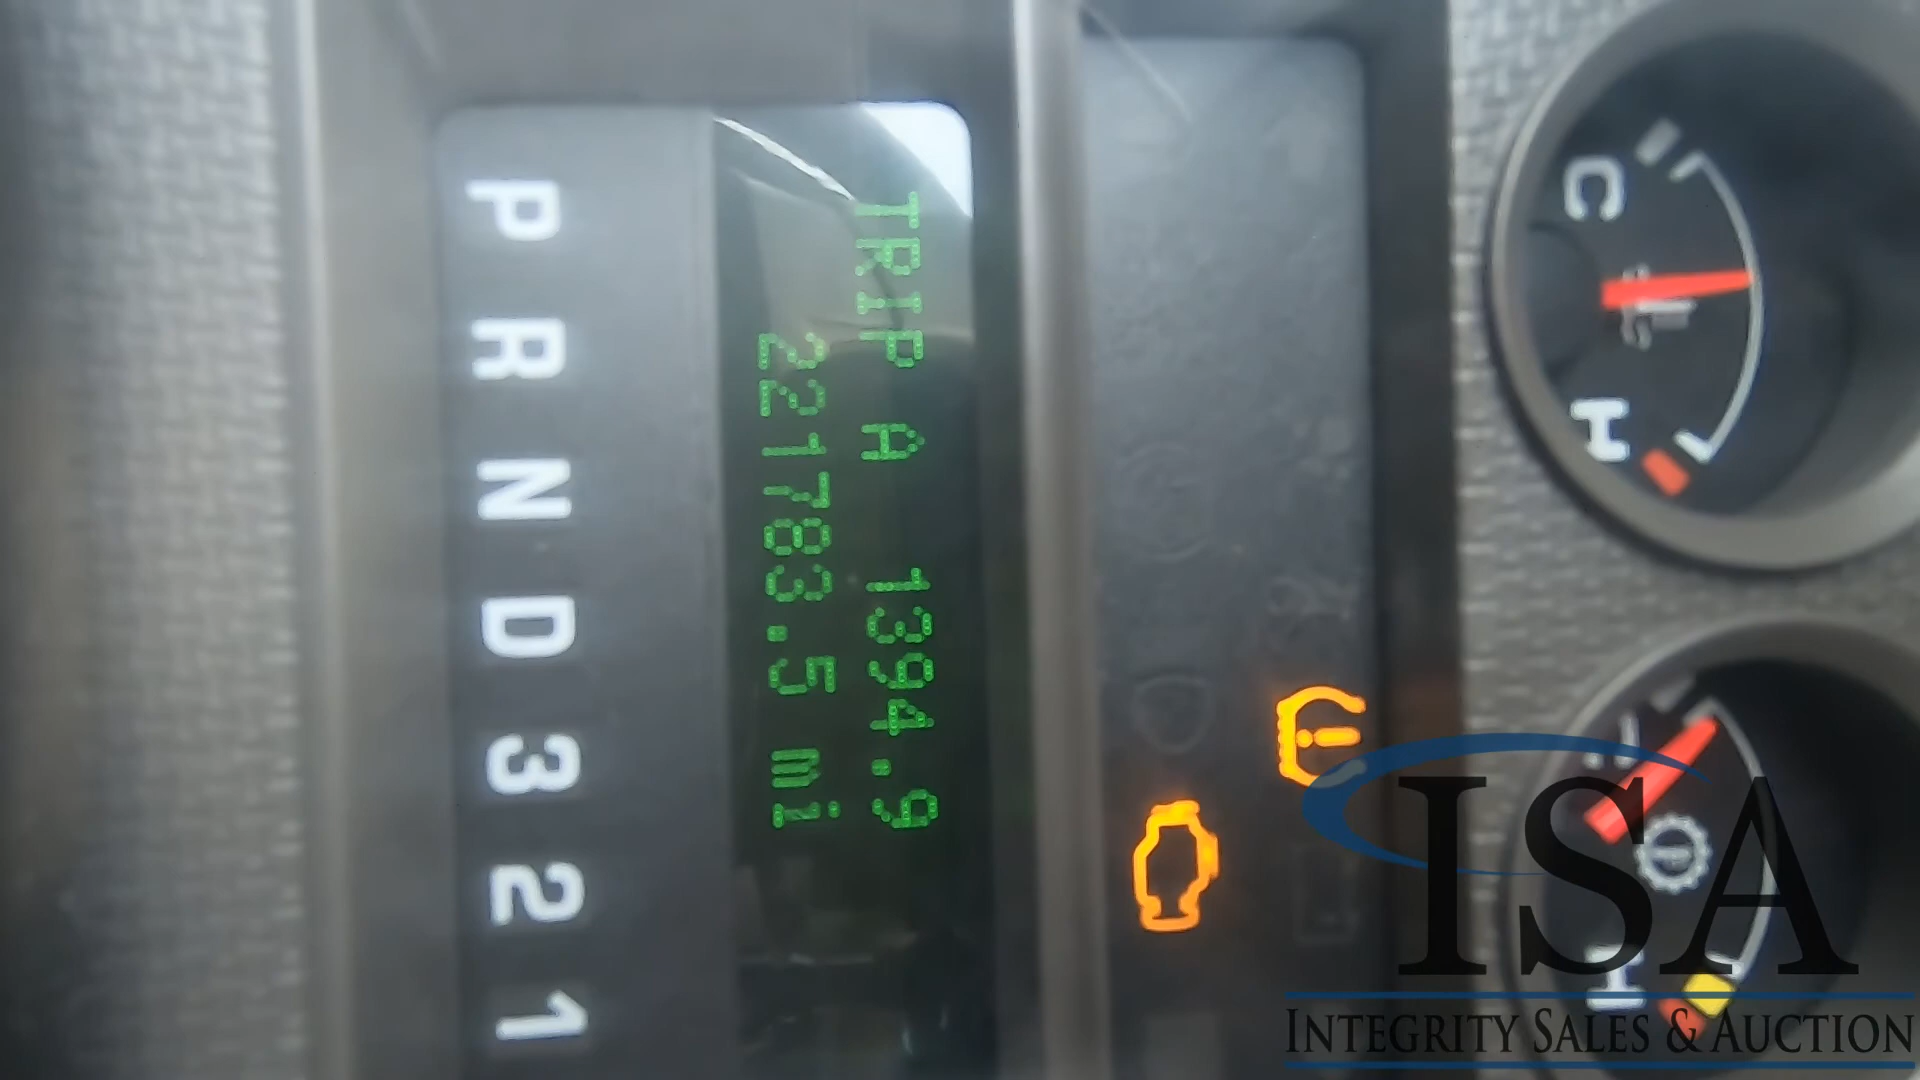 TRIP A 1394.9
221783.5 mi
P R N D 3 2 1
C
H
H
ISA
INTEGRITY SALES & AUCTION